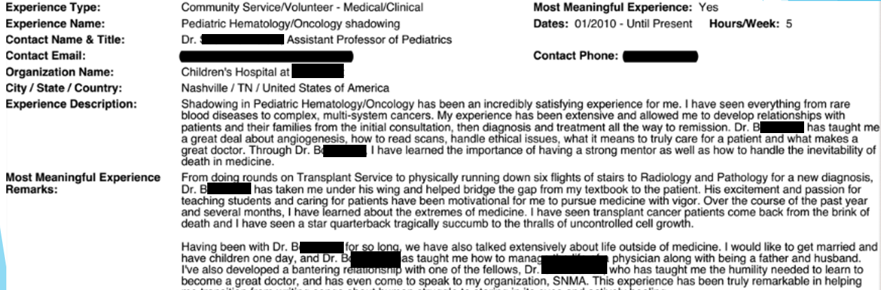 Experience Type: Community Service/Volunteer - Medical/Clinical Most Meaningful Experience: Yes
Experience Name: Pediatric Hematology/Oncology shadowing Dates: 01/2010 - Until Present Hours/Week: 5
Contact Name & Title: Dr. Assistant Professor of Pediatrics
Contact Email: Contact Phone:
Organization Name: Children's Hospital at
City / State / Country: Nashville / TN / United States of America
Experience Description: Shadowing in Pediatric Hematology/Oncology has been an incredibly satisfying experience for me. I have seen everything from rare
blood diseases to complex, multi-system cancers. My experience has been extensive and allowed me to develop relationships with
patients and their families from the initial consultation, then diagnosis and treatment all the way to remission. Dr. B has taught me
a great deal about angiogenesis, how to read scans, handle ethical issues, what it means to truly care for a patient and what makes a
great doctor. Through Dr. B I have learned the importance of having a strong mentor as well as how to handle the inevitability of
death in medicine.
Most Meaningful Experience From doing rounds on Transplant Service to physically running down six flights of stairs to Radiology and Pathology for a new diagnosis,
Remarks: Dr. B has taken me under his wing and helped bridge the gap from my textbook to the patient. His excitement and passion for
teaching students and caring for patients have been motivational for me to pursue medicine with vigor. Over the course of the past year
and several months, I have learned about the extremes of medicine. I have seen transplant cancer patients come back from the brink of
death and I have seen a star quarterback tragically succumb to the thralls of uncontrolled cell growth.
Having been with Dr. B for so long, we have also talked extensively about life outside of medicine. I would like to get married and
have children one day, and Dr. B as taught me how to physician along with being a father and husband.
I've also developed a bantering relationship with one of the fellows, Dr. who has taught me the humility needed to learn to
become a great doctor, and has even come to speak to my organization, SNMA. This experience has been truly remarkable in helping